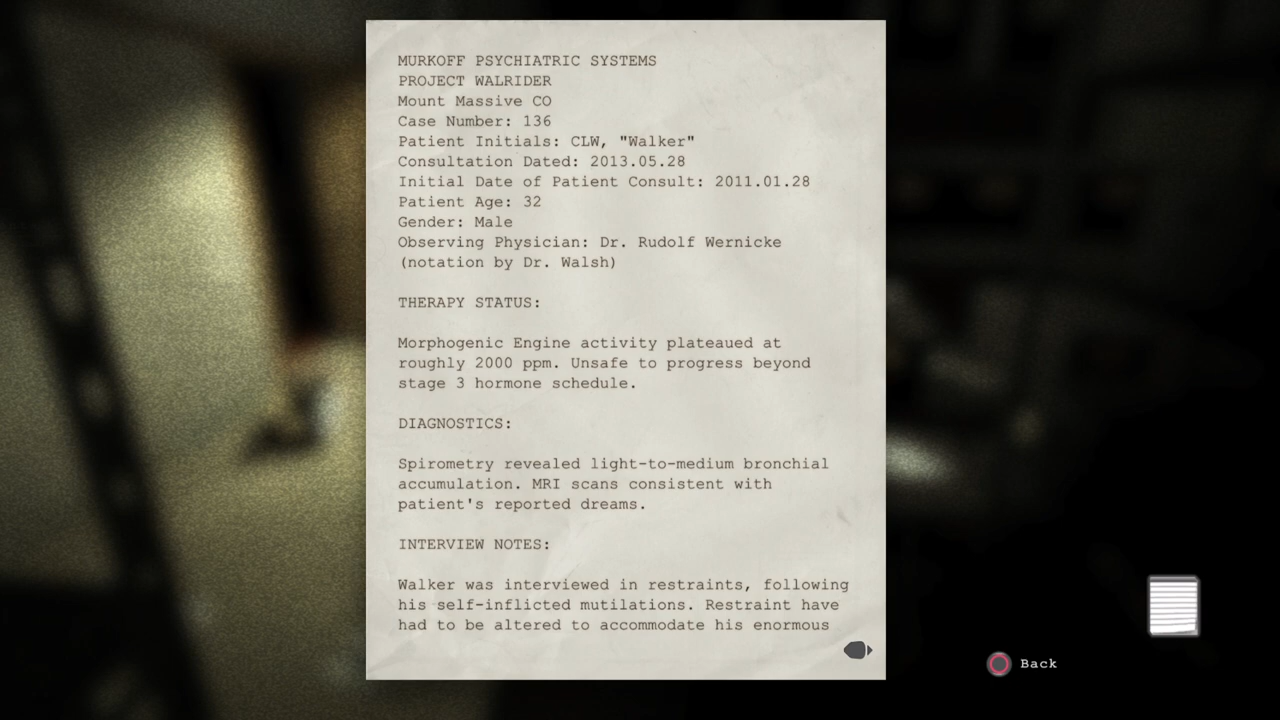 MURKOFF PSYCHIATRIC SYSTEMS
PROJECT WALRIDER
Mount Massive CO
Case Number: 136
Patient Initials: CLW, "Walker"
Consultation Dated: 2013.05.28
Initial Date of Patient Consult: 2011.01.28
Patient Age: 32
Gender: Male
Observing Physician: Dr. Rudolf Wernicke
(notation by Dr. Walsh)
THERAPY STATUS:
Morphogenic Engine activity plateaued at
roughly 2000 ppm. Unsafe to progress beyond
stage 3 hormone schedule.
DIAGNOSTICS:
Spirometry revealed light-to-medium bronchial
accumulation. MRI scans consistent with
patient's reported dreams.
INTERVIEW NOTES:
Walker was interviewed in restraints, following
his self-inflicted mutilations. Restraint have
had to be altered to accommodate his enormous
Back